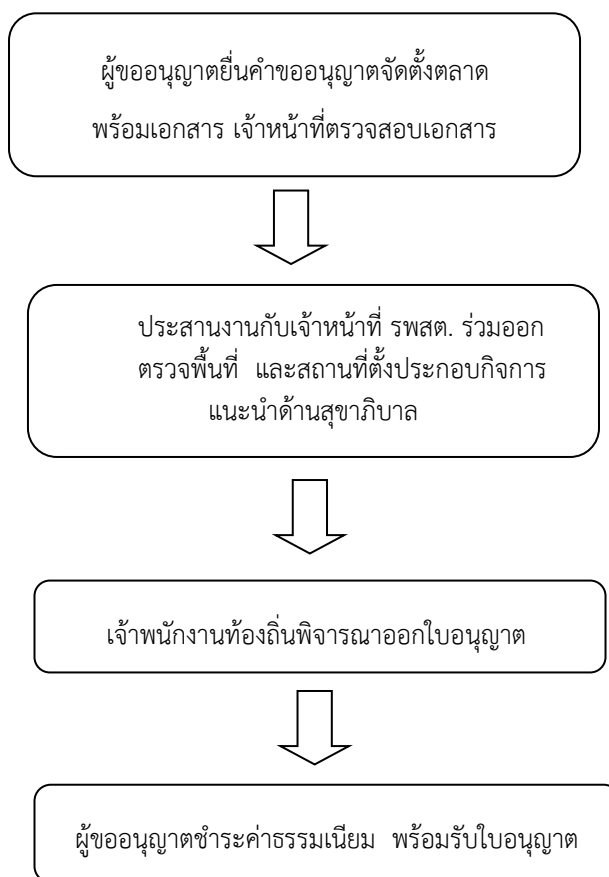 ผู้ขออนุญาตยื่นคำขออนุญาตจัดตั้งตลาด
พร้อมเอกสาร เจ้าหน้าที่ตรวจสอบเอกสาร
ประสานงานกับเจ้าหน้าที่ รพสต. ร่วมออก
ตรวจพื้นที่ และสถานที่ตั้งประกอบกิจการ
แนะนำด้านสุขาภิบาล
เจ้าพนักงานท้องถิ่นพิจารณาออกใบอนุญาต
ผู้ขออนุญาตชำระค่าธรรมเนียม พร้อมรับใบอนุญาต